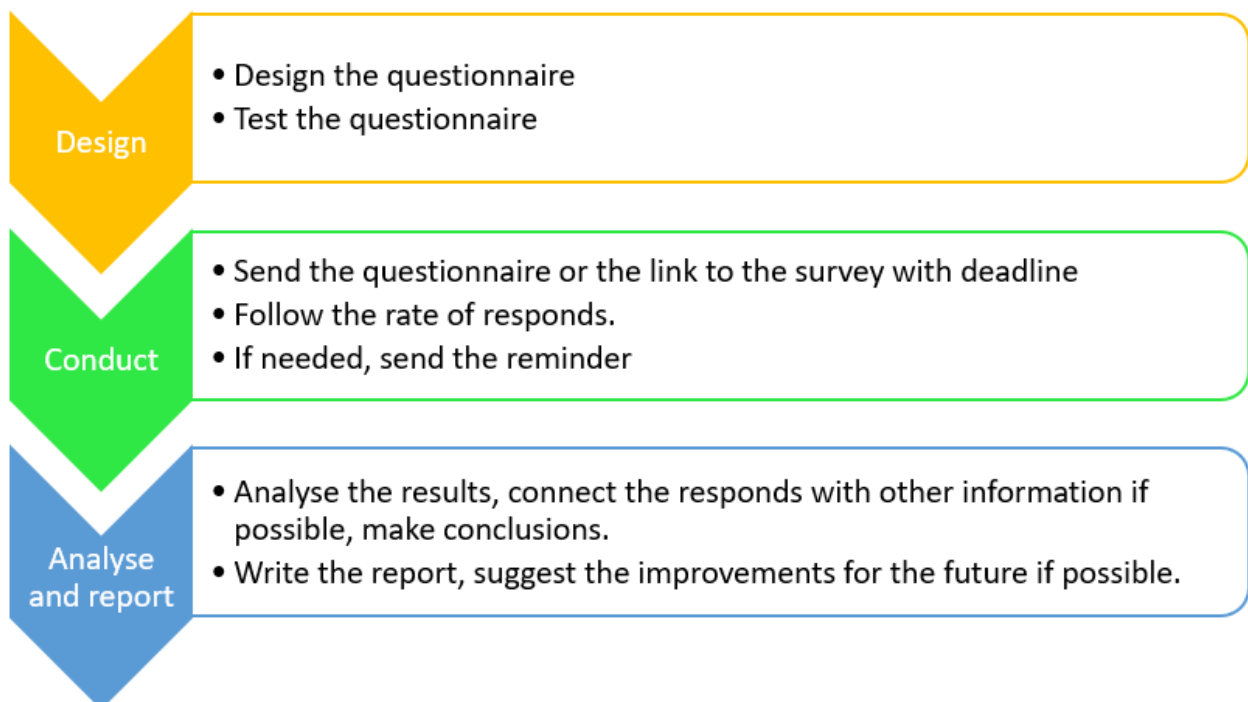 Design
• Design the questionnaire
• Test the questionnaire
Conduct
• Send the questionnaire or the link to the survey with deadline
• Follow the rate of responds.
• If needed, send the reminder
Analyse
and report
• Analyse the results, connect the responds with other information if
possible, make conclusions.
• Write the report, suggest the improvements for the future if possible.